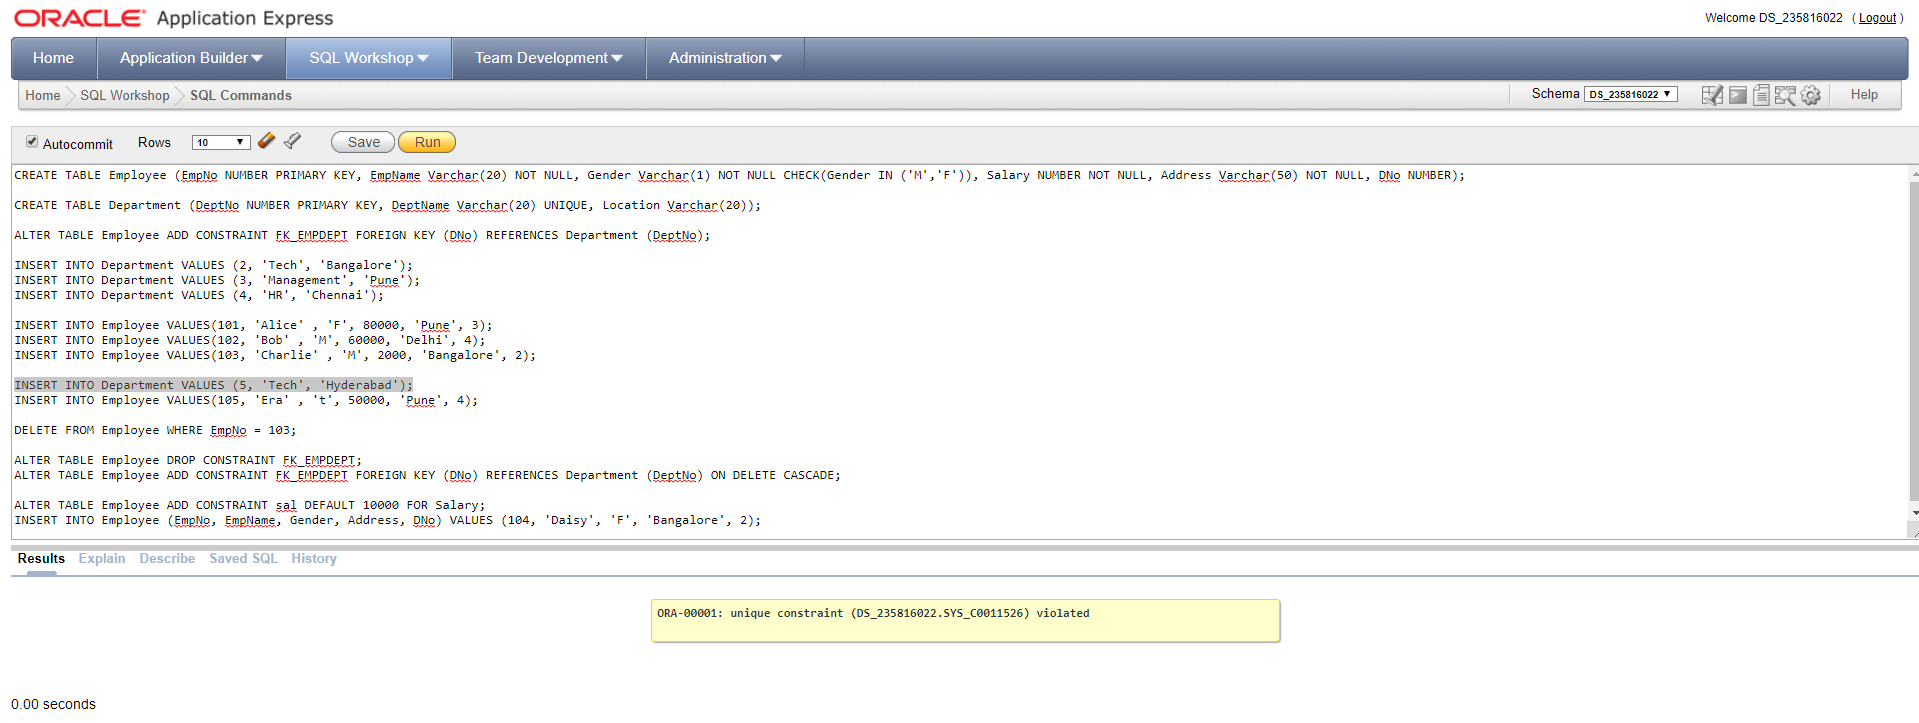 ORACLE® Application Express
Welcome DS_235816022 ( Logout )
Home Application Builder SQL Workshop Team Development Administration
Home SQL Workshop SQL Commands Schema DS_235816022 Help
Autocommit Rows 10 Save Run
CREATE TABLE Employee (EmpNo NUMBER PRIMARY KEY, EmpName Varchar(20) NOT NULL, Gender Varchar(1) NOT NULL CHECK(Gender IN ('M','F')), Salary NUMBER NOT NULL, Address Varchar(50) NOT NULL, DNo NUMBER);
CREATE TABLE Department (DeptNo NUMBER PRIMARY KEY, DeptName Varchar(20) UNIQUE, Location Varchar(20));
ALTER TABLE Employee ADD CONSTRAINT FK_EMPDEPT FOREIGN KEY (DNo) REFERENCES Department (DeptNo);
INSERT INTO Department VALUES (2, 'Tech', 'Bangalore');
INSERT INTO Department VALUES (3, 'Management', 'Pune');
INSERT INTO Department VALUES (4, 'HR', 'Chennai');
INSERT INTO Employee VALUES(101, 'Alice' , 'F', 80000, 'Pune', 3);
INSERT INTO Employee VALUES(102, 'Bob' , 'M', 60000, 'Delhi', 4);
INSERT INTO Employee VALUES(103, 'Charlie' , 'M', 2000, 'Bangalore', 2);
INSERT INTO Department VALUES (5, 'Tech', 'Hyderabad');
INSERT INTO Employee VALUES(105, 'Era' , 't', 50000, 'Pune', 4);
DELETE FROM Employee WHERE EmpNo = 103;
ALTER TABLE Employee DROP CONSTRAINT FK_EMPDEPT;
ALTER TABLE Employee ADD CONSTRAINT FK_EMPDEPT FOREIGN KEY (DNo) REFERENCES Department (DeptNo) ON DELETE CASCADE;
ALTER TABLE Employee ADD CONSTRAINT sal DEFAULT 10000 FOR Salary;
INSERT INTO Employee (EmpNo, EmpName, Gender, Address, DNo) VALUES (104, 'Daisy', 'F', 'Bangalore', 2);
Results Explain Describe Saved SQL History
ORA-00001: unique constraint (DS_235816022.SYS_C0011526) violated
0.00 seconds